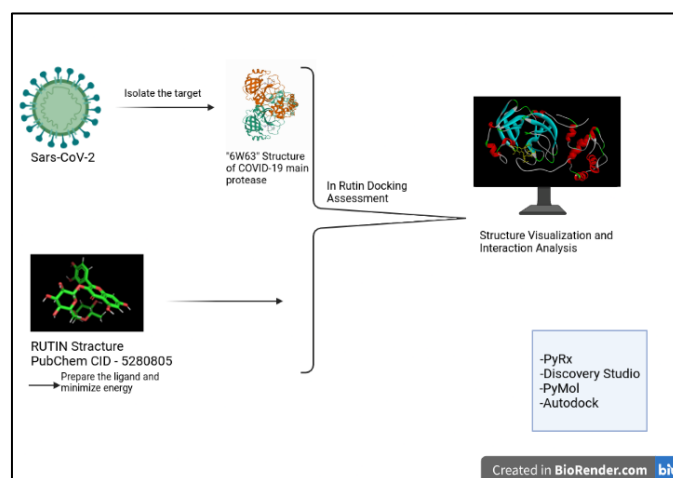 Isolate the target
Sars-CoV-2
"6W63" Structure
of COVID-19 main
protease
In Rutin Docking
Assessment
Structure Visualization and
Interaction Analysis
RUTIN Stracture
PubChem CID - 5280805
Prepare the ligand and
minimize energy
-PyRx
-Discovery Studio
-PyMol
-Autodock
Created in BioRender.com